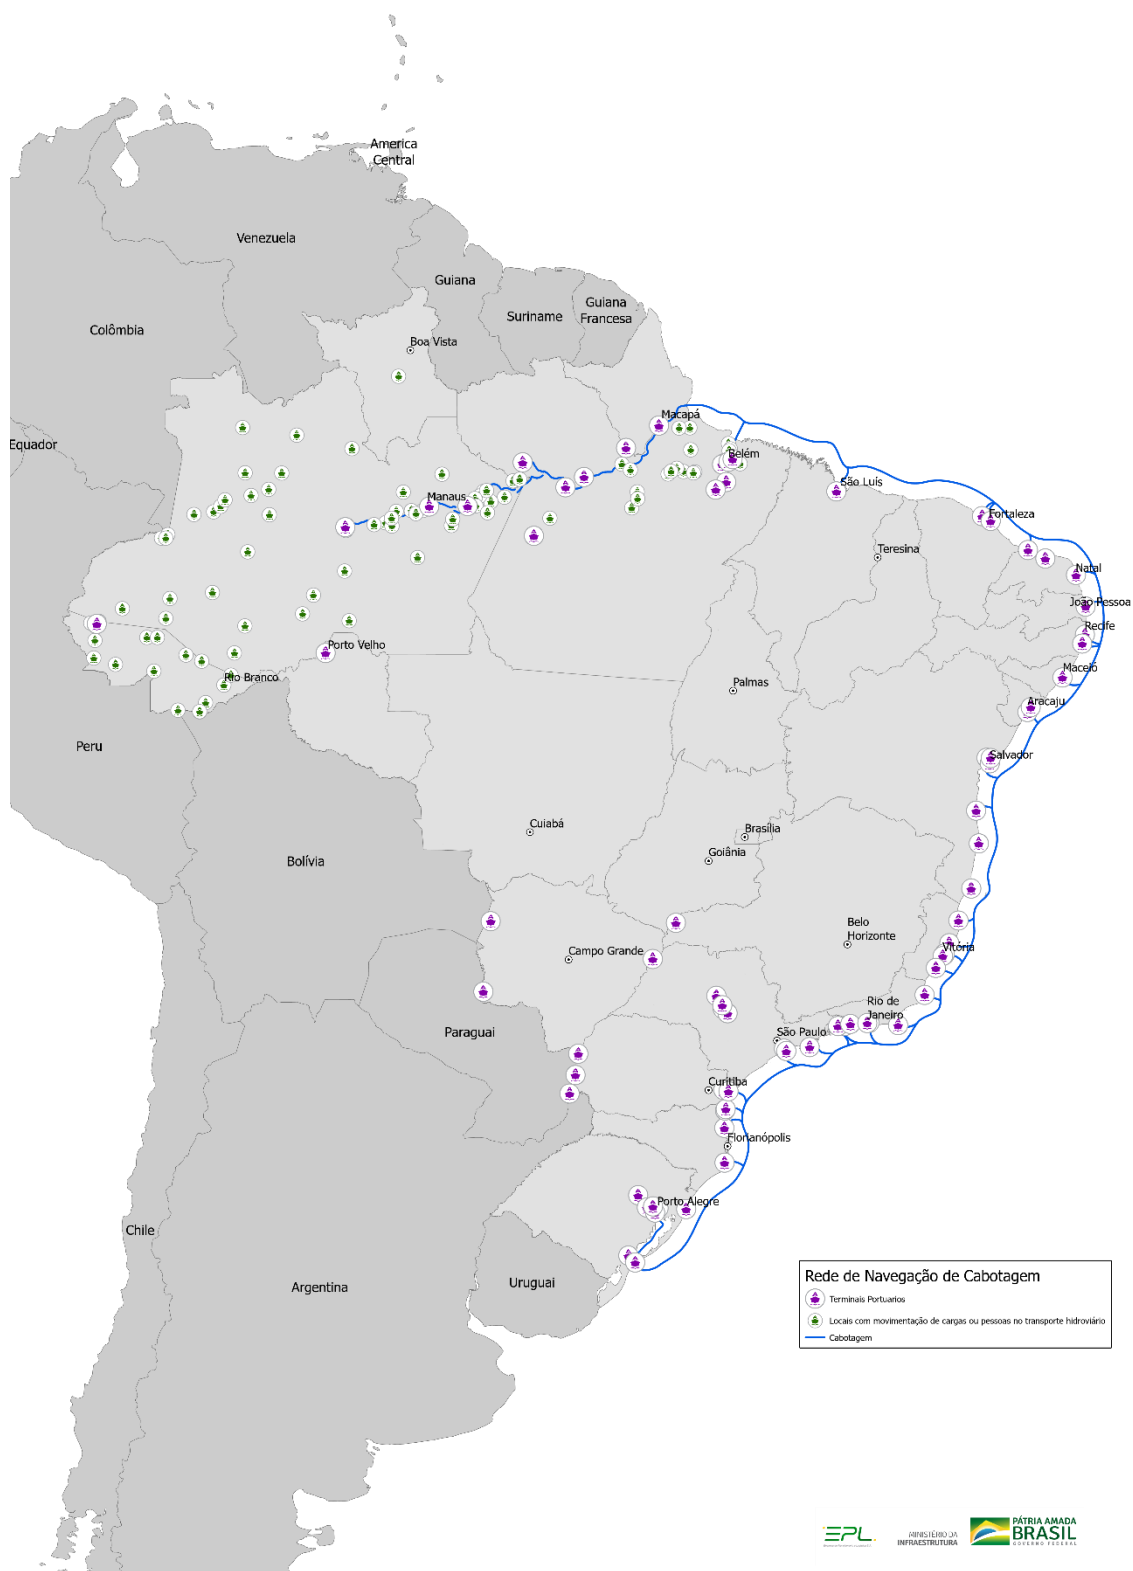 America
Central
Venezuela
Guiana
Suriname
Guiana
Francesa
Colômbia
Boa Vista
Equador
Macapá
Belém
Manaus
São Luís
Fortaleza
Teresina
Natal
João Pessoa
Recife
Porto Velho
Maceió
Rio Branco
Palmas
Aracaju
Peru
Salvador
Cuiabá
Brasília
Goiânia
Bolívia
Belo
Horizonte
Vitória
Campo Grande
Rio de
Janeiro
Paraguai
São Paulo
Curitiba
Florianópolis
Porto Alegre
Chile
Argentina
Uruguai
Rede de Navegação de Cabotagem
Terminais Portuarios
Locais com movimentação de cargas ou pessoas no transporte hidroviário
Cabotagem
EPL
MINISTÉRIO DA
INFRAESTRUTURA
PÁTRIA AMADA
BRASIL
GOVERNO FEDERAL